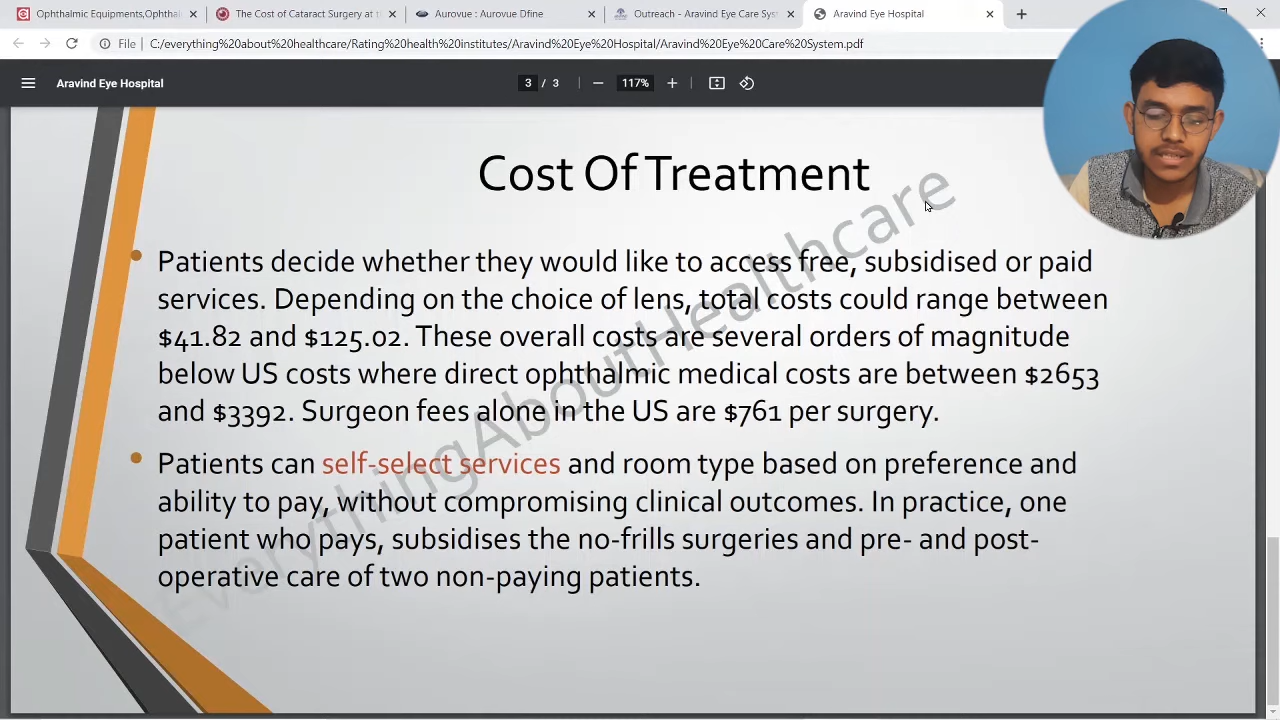 Ophthalmic Equipments,Ophthal
The Cost of Cataract Surgery at th
Aurovue : Aurovue Dfine
Outreach - Aravind Eye Care Syst
Aravind Eye Hospital
File
C:/everything%20about%20healthcare/Rating%20health%20institutes/Aravind%20Eye%20Hospital/Aravind%20Eye%20Care%20System.pdf
Aravind Eye Hospital
3 / 3
117%
Cost Of Treatment
Patients decide whether they would like to access free, subsidised or paid
services. Depending on the choice of lens, total costs could range between
$41.82 and $125.02. These overall costs are several orders of magnitude
below US costs where direct ophthalmic medical costs are between $2653
and $3392. Surgeon fees alone in the US are $761 per surgery.
Patients can self-select services and room type based on preference and
ability to pay, without compromising clinical outcomes. In practice, one
patient who pays, subsidises the no-frills surgeries and pre- and post-
operative care of two non-paying patients.
EverythingAboutHealthcare